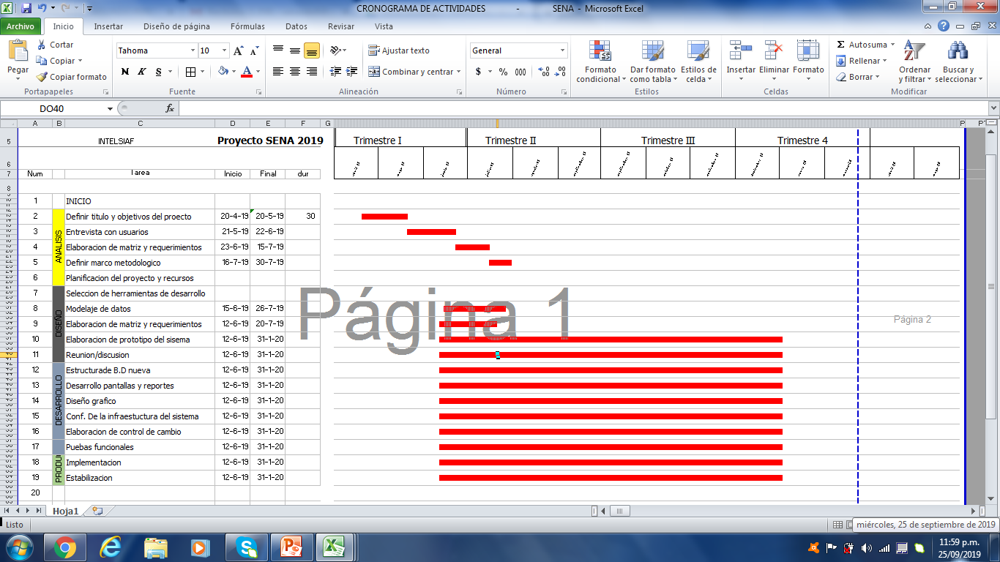 CRONOGRAMA DE ACTIVIDADES - SENA - Microsoft Excel
Archivo Inicio Insertar Diseño de página Fórmulas Datos Revisar Vista
Pegar Cortar Copiar Copiar formato
Tahoma 10
N K S
Ajustar texto
Combinar y centrar
General
$ % 000
Formato condicional Dar formato como tabla Estilos de celda
Insertar Eliminar Formato
Σ Autosuma
Rellenar
Borrar
Ordenar y filtrar Buscar y seleccionar
Portapapeles Fuente Alineación Número Estilos Celdas Modificar
DO40 fx
A B C D E F G P
5 INTELSIAF Proyecto SENA 2019 Trimestre I Trimestre II Trimestre III Trimestre 4
6
7 Num Tarea Inicio Final dur
8
1 INICIO
2 Definir titulo y objetivos del proecto 20-4-19 20-5-19 30
3 Entrevista con usuarios 21-5-19 22-6-19
4 Elaboracion de matriz y requerimientos 23-6-19 15-7-19
5 Definir marco metodologico 16-7-19 30-7-19
6 Planificacion del proyecto y recursos
ANALISIS
7 Seleccion de herramientas de desarrollo
8 Modelaje de datos 15-6-19 26-7-19
9 Elaboracion de matriz y requerimientos 12-6-19 20-7-19
10 Elaboracion de prototipo del sisema 12-6-19 31-1-20
11 Reunion/discusion 12-6-19 31-1-20
DISEÑO
Página 1
Página 2
12 Estructurade B.D nueva 12-6-19 31-1-20
13 Desarrollo pantallas y reportes 12-6-19 31-1-20
14 Diseño grafico 12-6-19 31-1-20
15 Conf. De la infraestuctura del sistema 12-6-19 31-1-20
16 Elaboracion de control de cambio 12-6-19 31-1-20
17 Puebas funcionales 12-6-19 31-1-20
DESARROLLO
18 Implementacion 12-6-19 31-1-20
19 Estabilizacion 12-6-19 31-1-20
PRODU
20
Hoja1
Listo
miércoles, 25 de septiembre de 2019
11:59 p.m.
25/09/2019